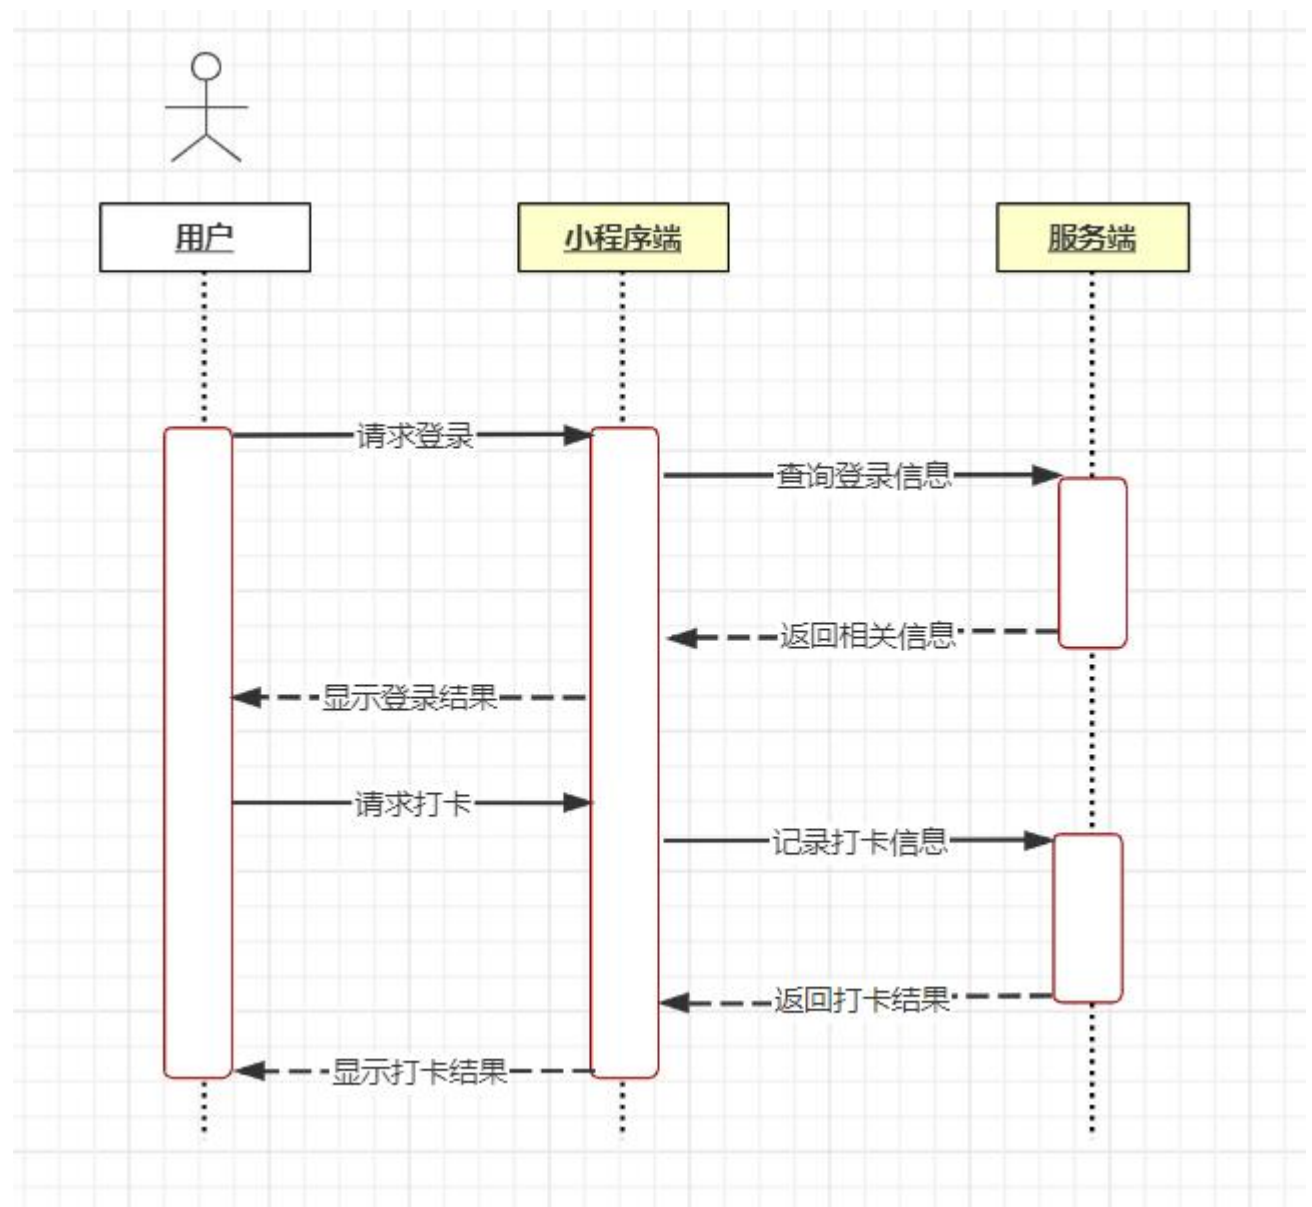 用户
小程序端
服务端
请求登录
查询登录信息
返回相关信息
显示登录结果
请求打卡
记录打卡信息
返回打卡结果
显示打卡结果